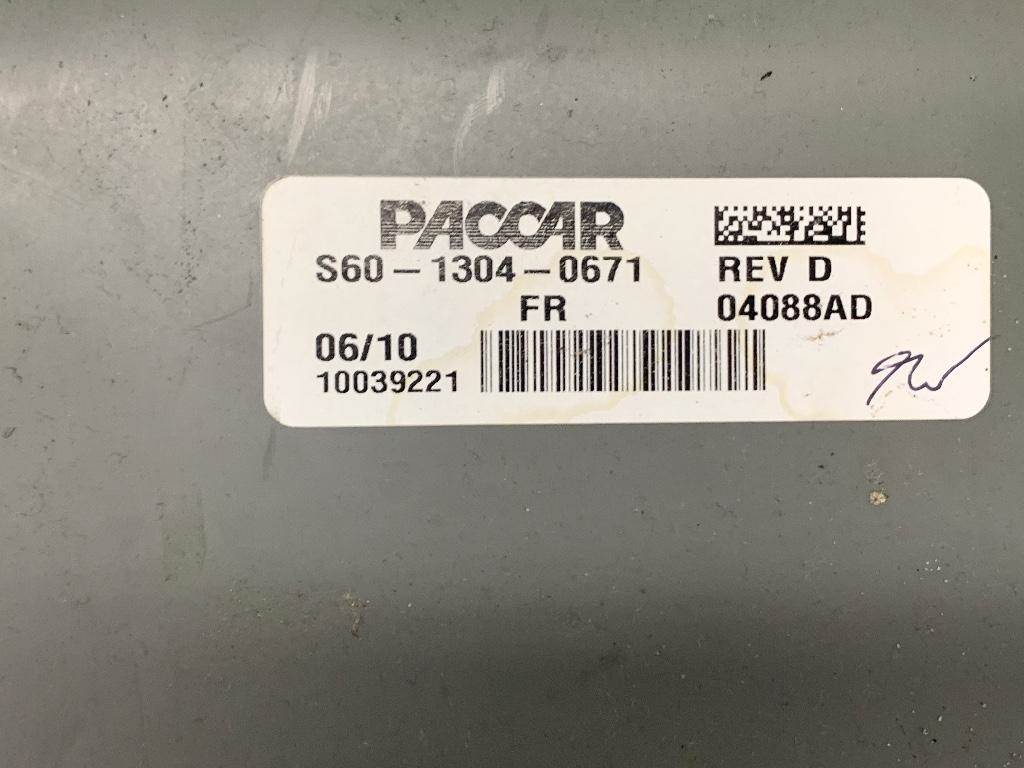 PACCAR
S60-1304-0671 REV D
FR 04088AD
06/10
10039221